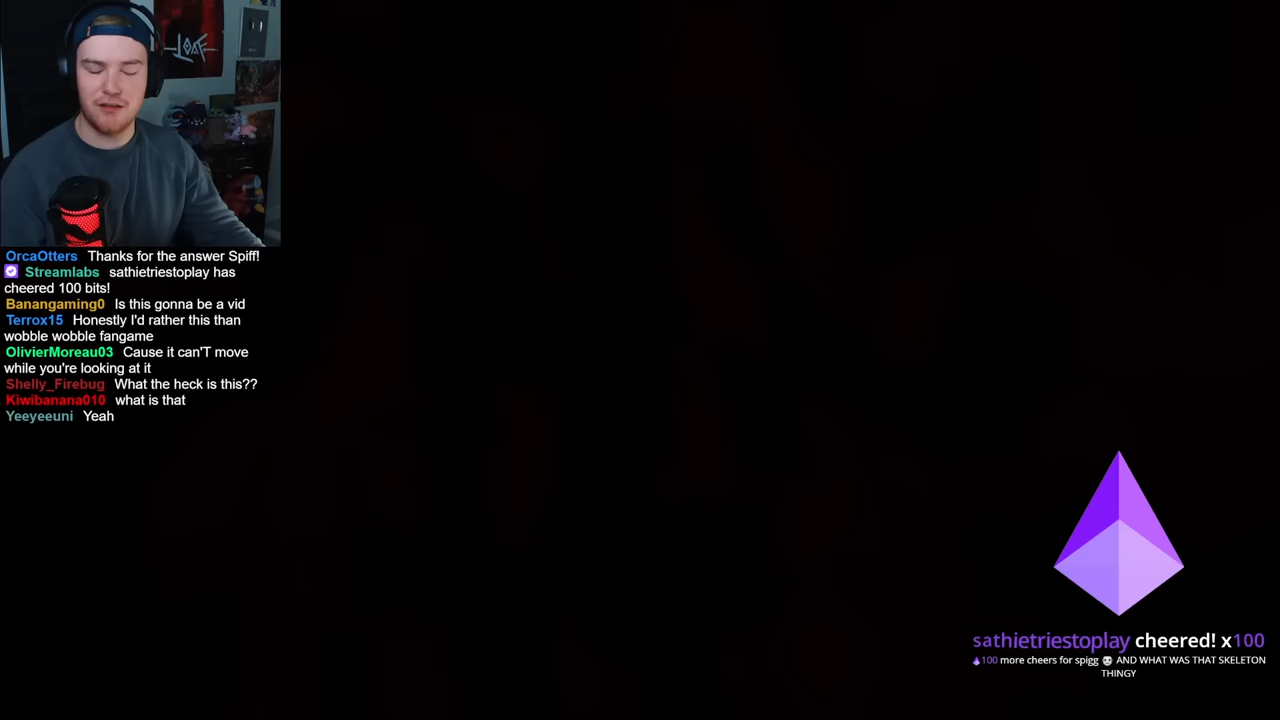 LOAF
OrcaOtters Thanks for the answer Spiff!
Streamlabs sathietriestoplay has
cheered 100 bits!
Banangaming0 Is this gonna be a vid
Terrox15 Honestly I'd rather this than
wobble wobble fangame
OlivierMoreau03 Cause it can'T move
while you're looking at it
Shelly_Firebug What the heck is this??
Kiwibanana010 what is that
Yeeyeeuni Yeah
sathietriestoplay cheered! x100
100 more cheers for spigg 💀 AND WHAT WAS THAT SKELETON
THINGY